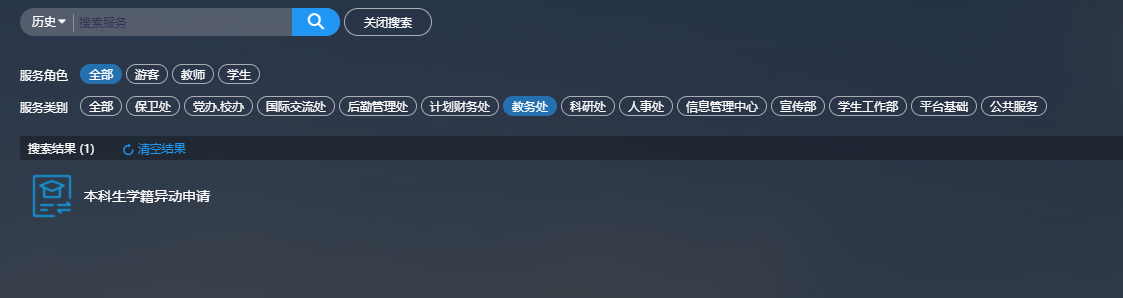 历史 搜索服务 关闭搜索
服务角色 全部 游客 教师 学生
服务类别 全部 保卫处 党办.校办 国际交流处 后勤管理处 计划财务处 教务处 科研处 人事处 信息管理中心 宣传部 学生工作部 平台基础 公共服务
搜索结果 (1) 清空结果
本科生学籍异动申请